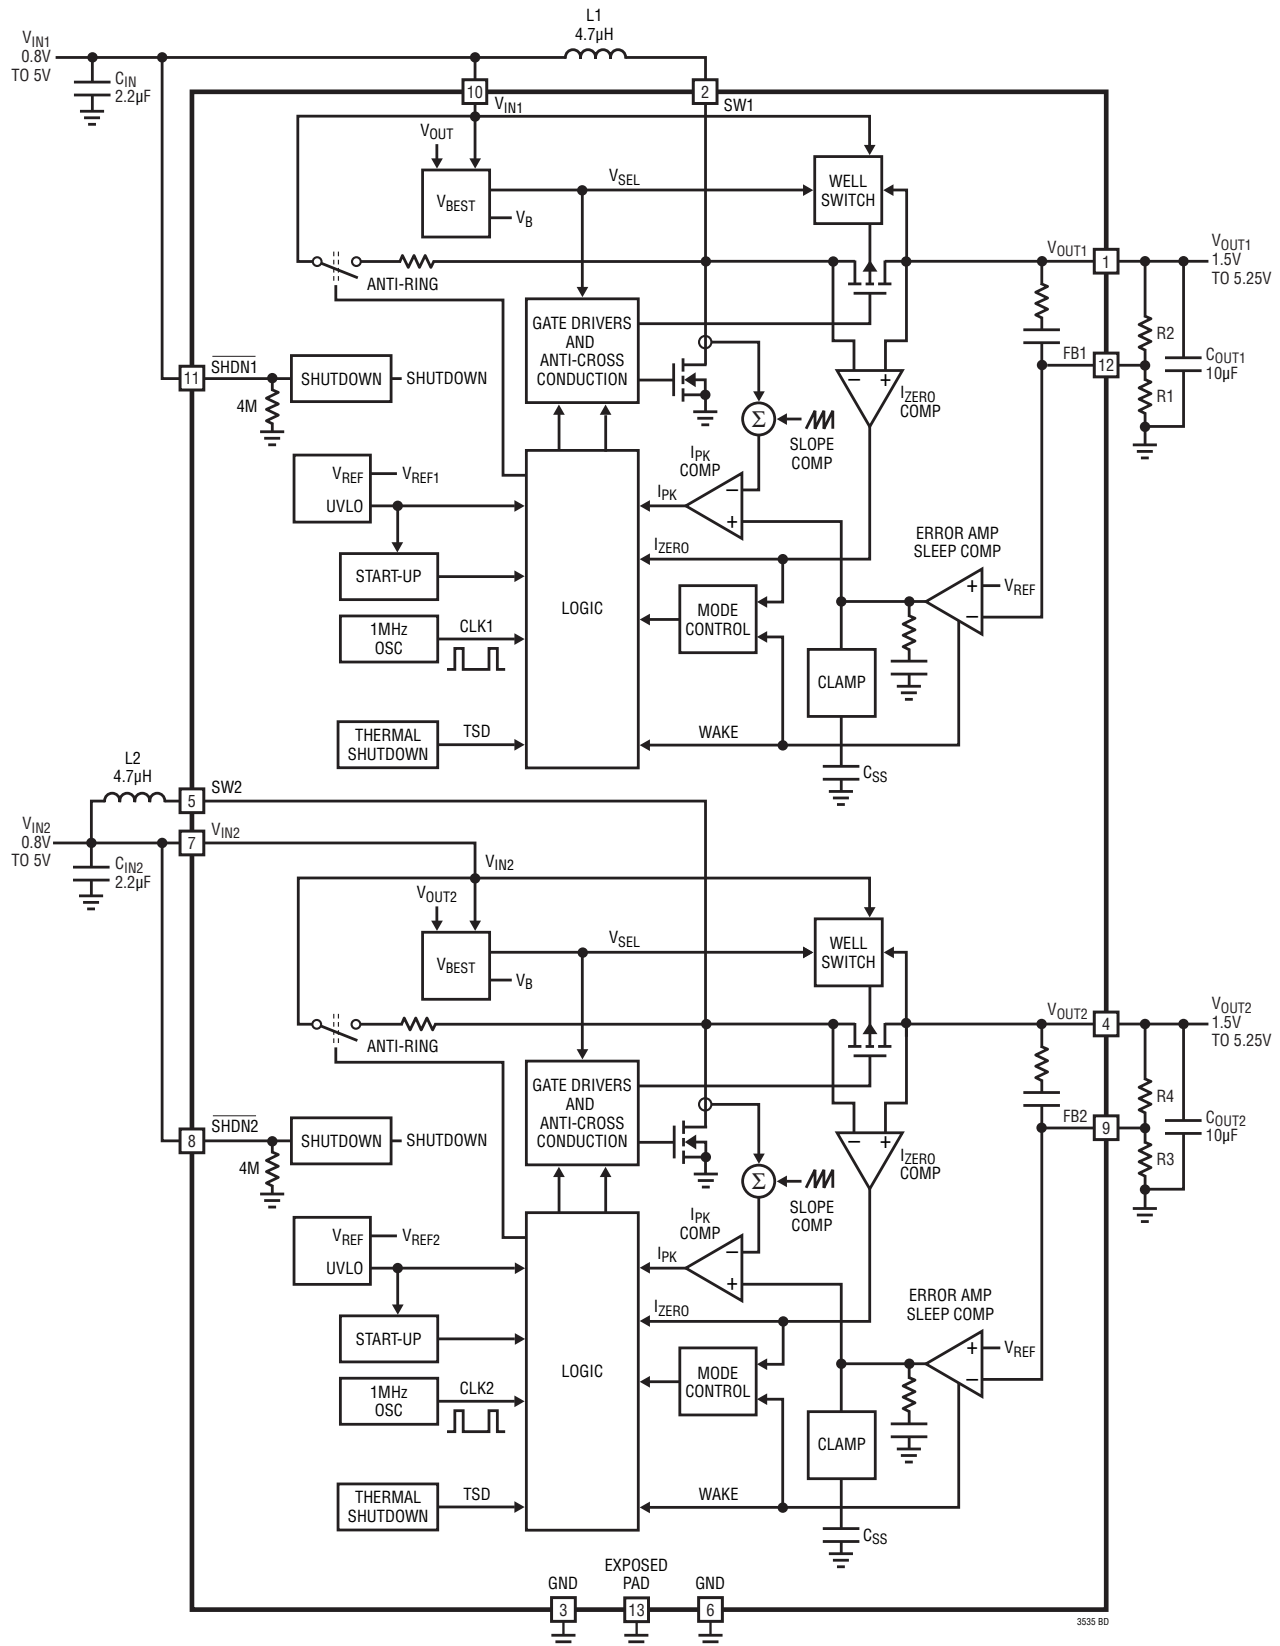 L1
4.7µH
VIN1
0.8V
TO 5V
CIN
2.2µF
10
VIN1
2
SW1
VOUT
VBEST
VSEL
VB
WELL
SWITCH
ANTI-RING
VOUT1
1
VOUT1
1.5V
TO 5.25V
GATE DRIVERS
AND
ANTI-CROSS
CONDUCTION
11
SHDN1
SHUTDOWN
SHUTDOWN
4M
FB1
12
R2
R1
COUT1
10µF
–
+
IZERO
COMP
Σ
SLOPE
COMP
IPK
COMP
–
+
IPK
VREF
VREF1
UVLO
START-UP
1MHz
OSC
CLK1
LOGIC
IZERO
MODE
CONTROL
ERROR AMP
SLEEP COMP
+
–
VREF
CLAMP
THERMAL
SHUTDOWN
TSD
WAKE
CSS
L2
4.7µH
5
SW2
VIN2
0.8V
TO 5V
7
VIN2
CIN2
2.2µF
VIN2
VOUT2
VBEST
VSEL
VB
WELL
SWITCH
ANTI-RING
VOUT2
4
VOUT2
1.5V
TO 5.25V
GATE DRIVERS
AND
ANTI-CROSS
CONDUCTION
8
SHDN2
SHUTDOWN
SHUTDOWN
4M
FB2
9
R4
R3
COUT2
10µF
–
+
IZERO
COMP
Σ
SLOPE
COMP
IPK
COMP
–
+
IPK
VREF
VREF2
UVLO
START-UP
1MHz
OSC
CLK2
LOGIC
IZERO
MODE
CONTROL
ERROR AMP
SLEEP COMP
+
–
VREF
CLAMP
THERMAL
SHUTDOWN
TSD
WAKE
CSS
GND
3
EXPOSED
PAD
13
GND
6
3535 BD